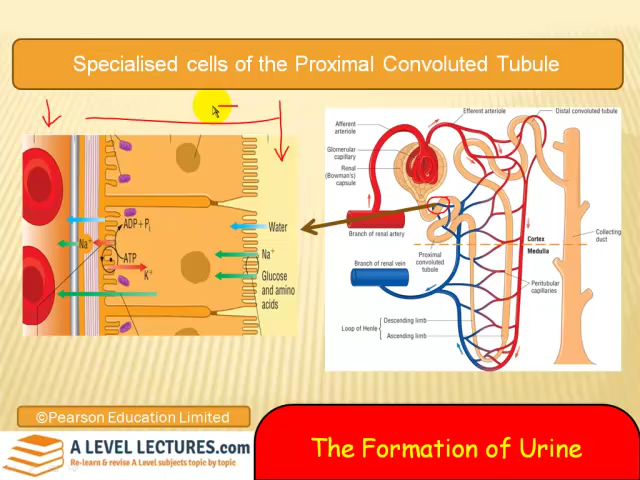 Specialised cells of the Proximal Convoluted Tubule
ADP + Pi
Na+
ATP
K+
Water
Na+
Glucose
and amino
acids
Afferent
arteriole
Glomerular
capillary
Renal
(Bowman's)
capsule
Branch of renal artery
Efferent arteriole
Distal convoluted tubule
Cortex
Medulla
Collecting
duct
Proximal
convoluted
tubule
Branch of renal vein
Peritubular
capillaries
Loop of Henle
Descending limb
Ascending limb
©Pearson Education Limited
A LEVEL LECTURES.com
Re-learn & revise A Level subjects topic by topic
The Formation of Urine